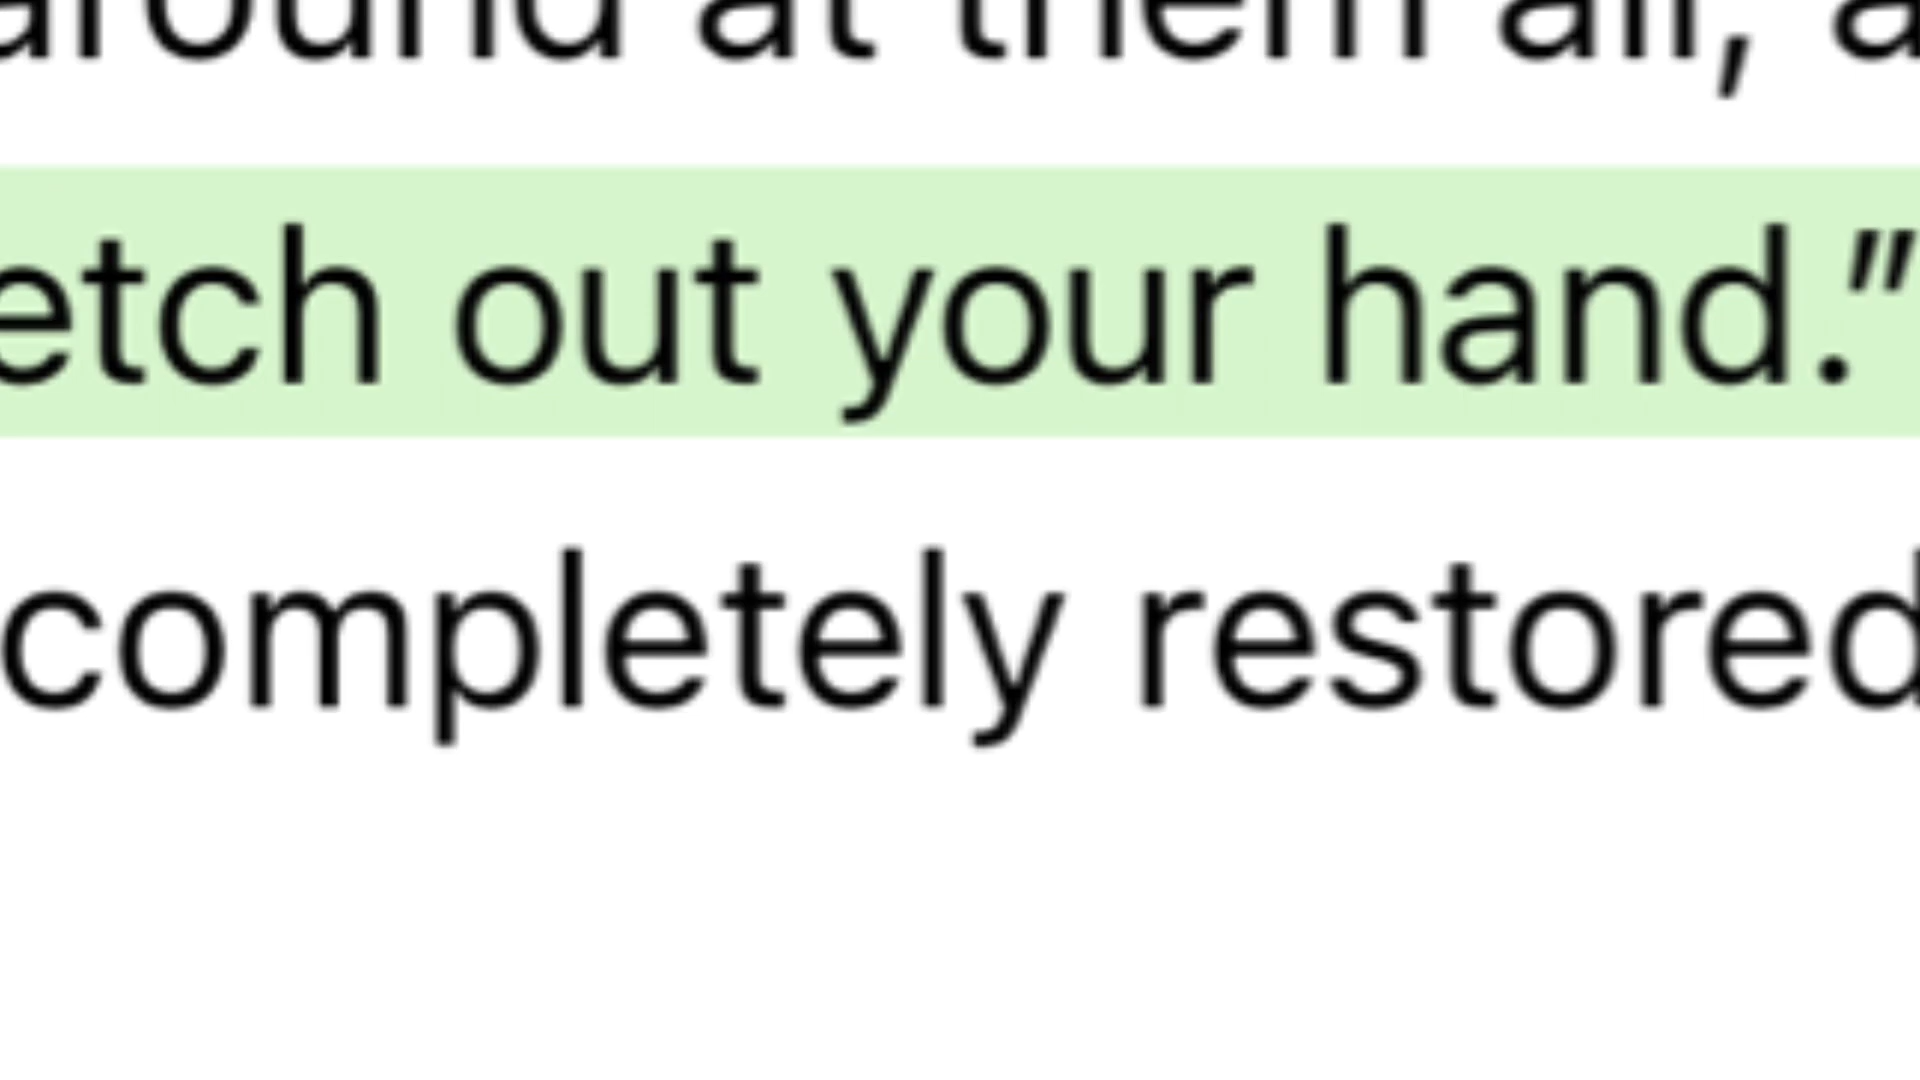 around at them all, a
etch out your hand."
completely restored